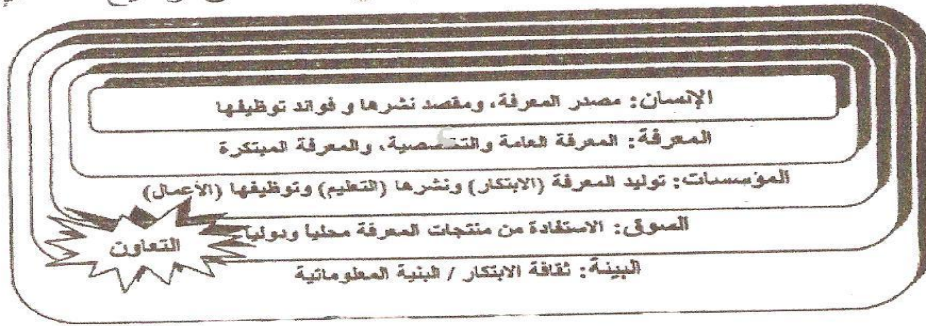 الإنسان: مصدر المعرفة، ومقصد نشرها و فوائد توظيفها
المعرفة: المعرفة العامة والتخصصية، والمعرفة المبتكرة
المؤسسات: توليد المعرفة (الابتكار) ونشرها (التعليم) وتوظيفها (الأعمال)
السوق: الاستفادة من منتجات المعرفة محليا ودوليا
التعاون
البيئة: ثقافة الابتكار / البنية المعلوماتية